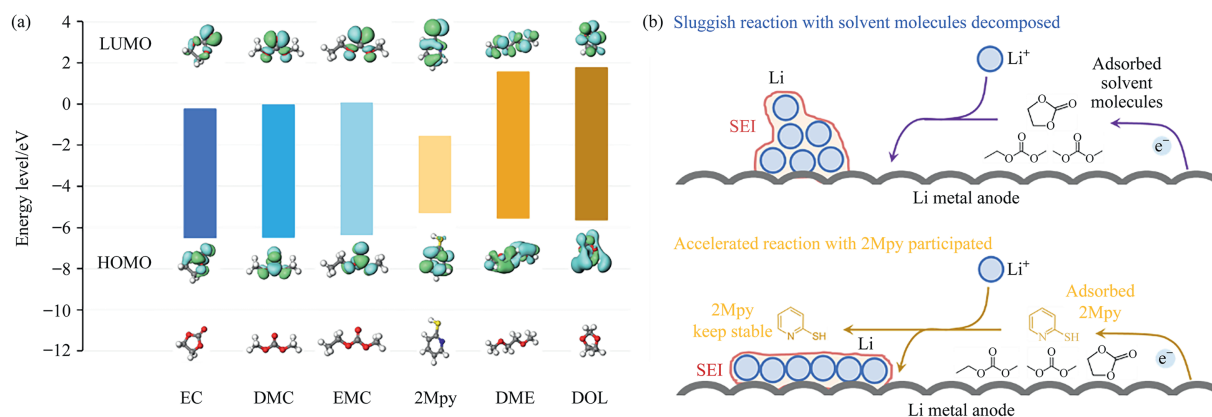 (a)
4
LUMO
2
0
−2
−4
−6
HOMO
−8
−10
−12
Energy level/eV
EC
DMC
EMC
2Mpy
DME
DOL
(b)
Sluggish reaction with solvent molecules decomposed
Li+
Li
Adsorbed
solvent
molecules
SEI
O
O
O
O
O
O
O
O
O
e−
Li metal anode
Accelerated reaction with 2Mpy participated
Li+
2Mpy
keep stable
N
SH
Adsorbed
2Mpy
N
SH
Li
SEI
O
O
O
O
O
O
O
O
O
e−
Li metal anode